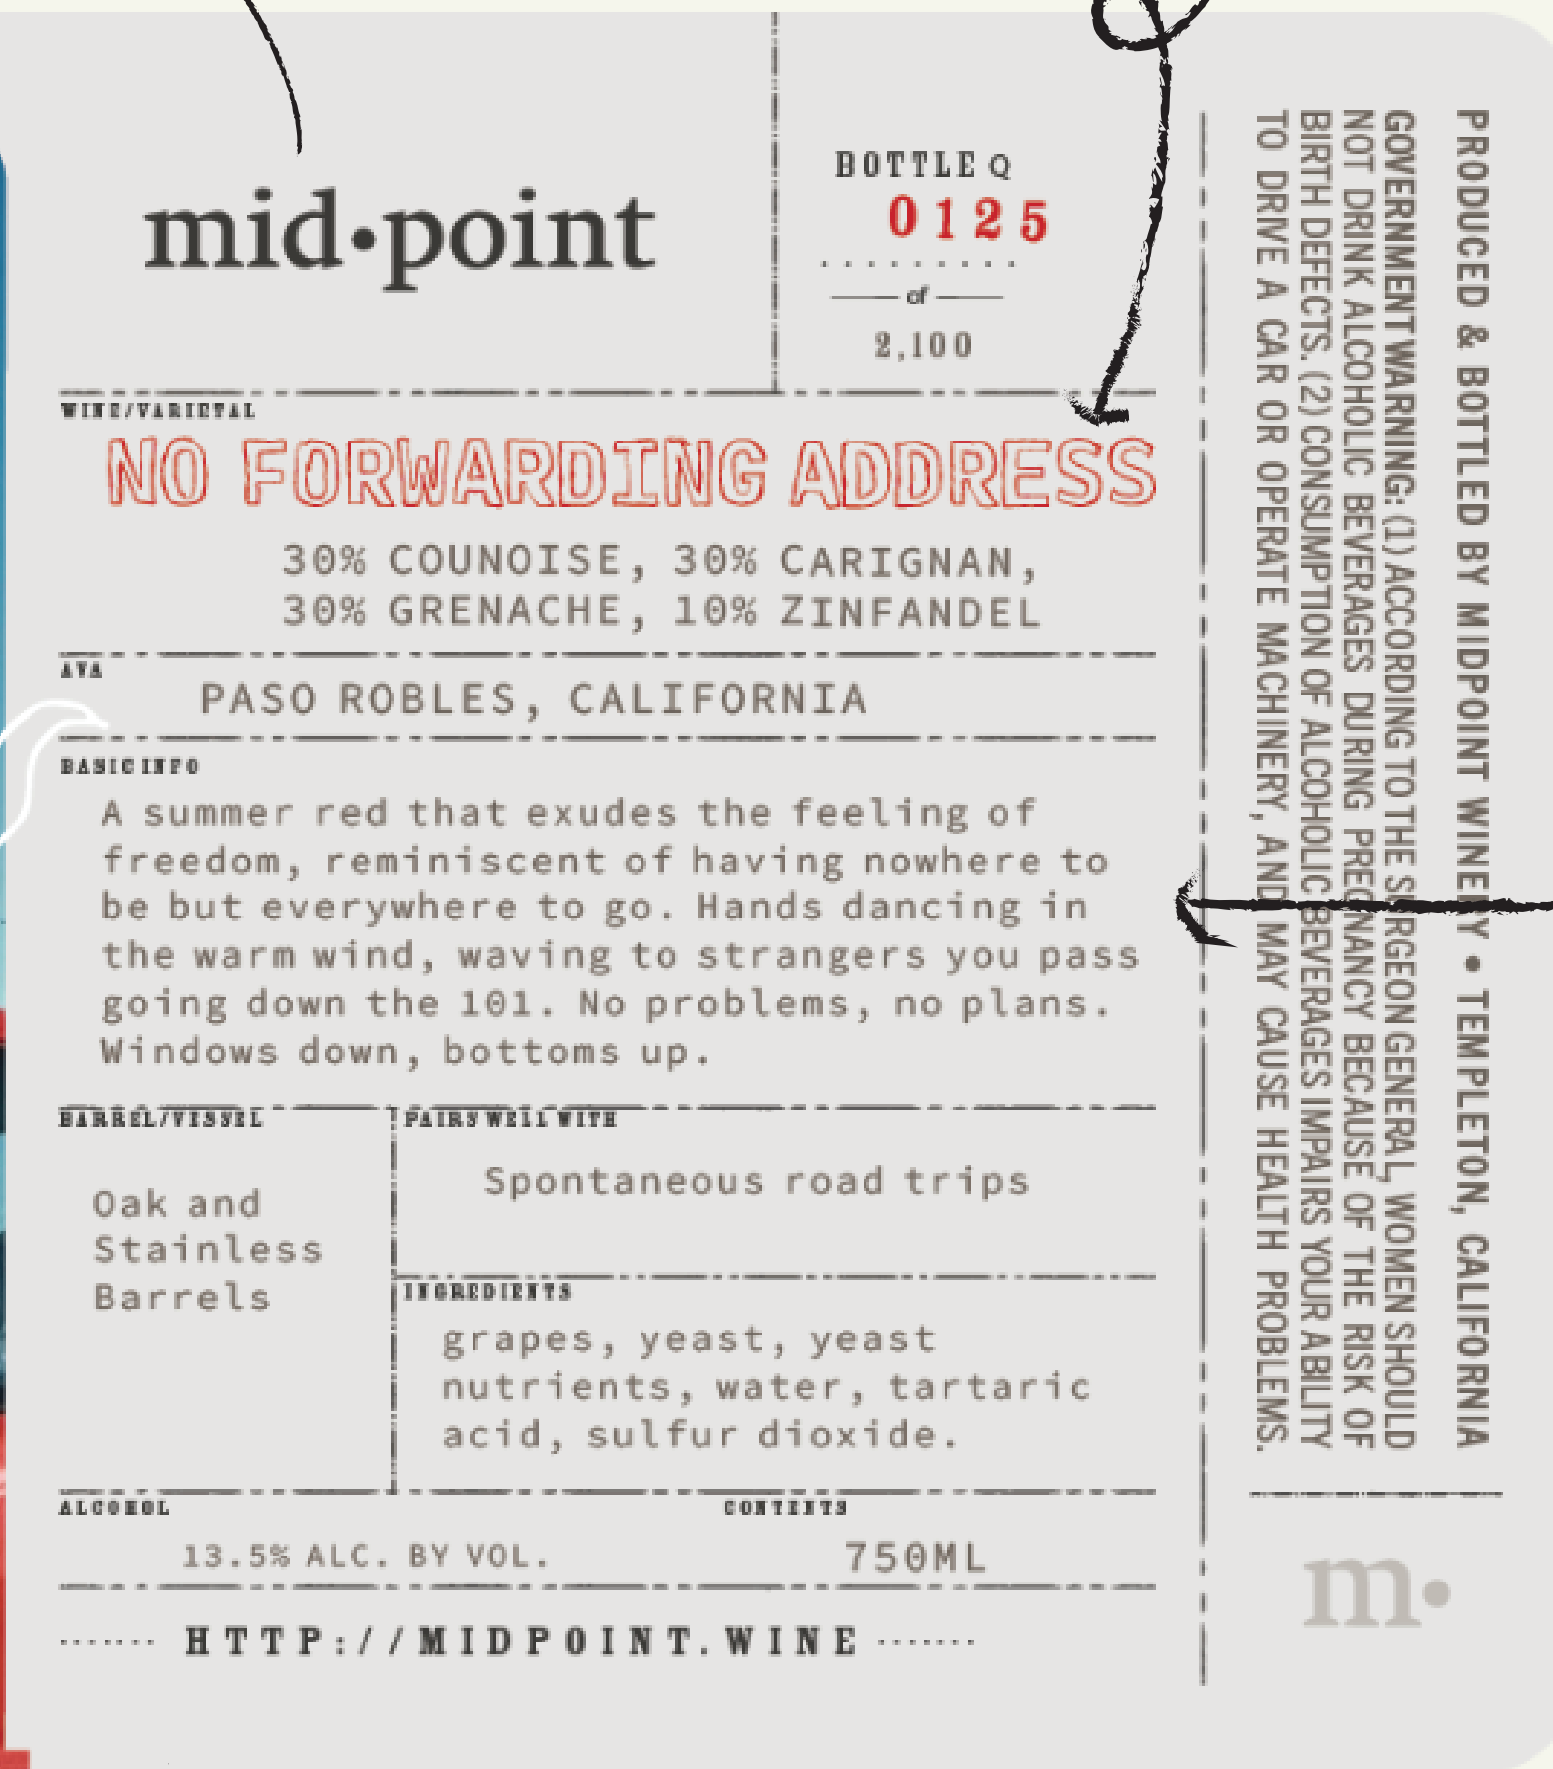 mid•point
BOTTLE Q
0125
of
2,100
WINE/VARIETAL
NO FORWARDING ADDRESS
30% COUNOISE, 30% CARIGNAN,
30% GRENACHE, 10% ZINFANDEL
AVA
PASO ROBLES, CALIFORNIA
BASIC INFO
A summer red that exudes the feeling of
freedom, reminiscent of having nowhere to
be but everywhere to go. Hands dancing in
the warm wind, waving to strangers you pass
going down the 101. No problems, no plans.
Windows down, bottoms up.
BARREL/VESSEL
Oak and
Stainless
Barrels
PAIRS WELL WITH
Spontaneous road trips
INGREDIENTS
grapes, yeast, yeast
nutrients, water, tartaric
acid, sulfur dioxide.
ALCOHOL
13.5% ALC. BY VOL.
CONTENTS
750ML
HTTP://MIDPOINT.WINE
PRODUCED & BOTTLED BY MIDPOINT WINERY • TEMPLETON, CALIFORNIA
GOVERNMENT WARNING: (1) ACCORDING TO THE SURGEON GENERAL, WOMEN SHOULD
NOT DRINK ALCOHOLIC BEVERAGES DURING PREGNANCY BECAUSE OF THE RISK OF
BIRTH DEFECTS. (2) CONSUMPTION OF ALCOHOLIC BEVERAGES IMPAIRS YOUR ABILITY
TO DRIVE A CAR OR OPERATE MACHINERY, AND MAY CAUSE HEALTH PROBLEMS.
m•